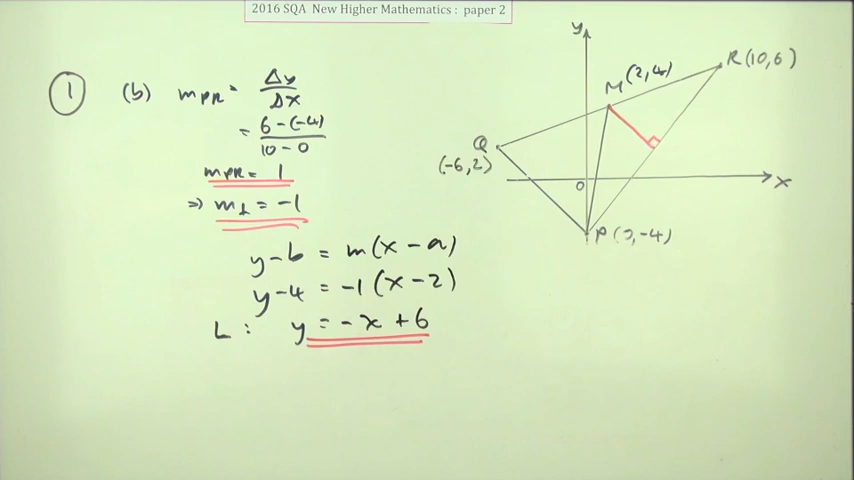 2016 SQA New Higher Mathematics : paper 2
1 (b) mPR = Δy/Δx
= 6-(-4)/10-0
mPR = 1
⇒ m⊥ = -1
y-b = m(x-a)
y-4 = -1(x-2)
L : y = -x+6
y
R(10,6)
M(2,4)
Q
(-6,2)
0
x
P(0,-4)